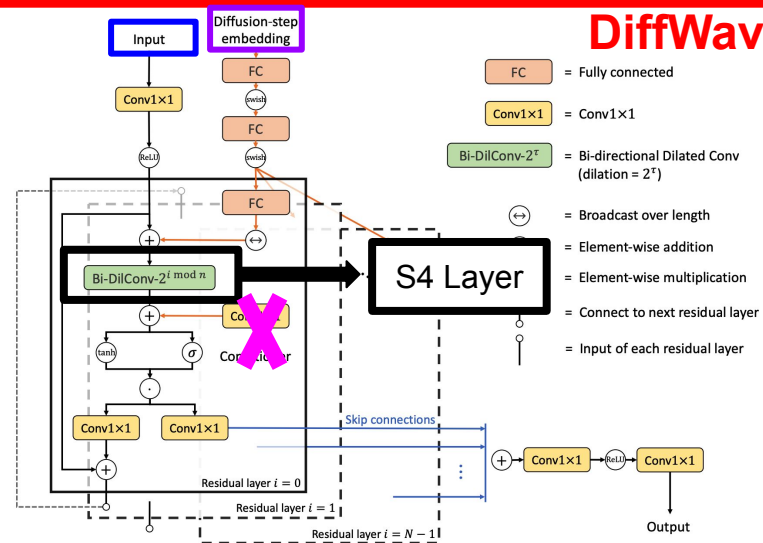 DiffWav
Input
Diffusion-step
embedding
FC
Conv1×1
swish
FC
ReLU
swish
FC
+
↔
Bi-DilConv-2^{i mod n}
S4 Layer
+
tanh
σ
·
Conv1×1
Conv1×1
+
Skip connections
Residual layer i = 0
Residual layer i = 1
Residual layer i = N − 1
+
Conv1×1
ReLU
Conv1×1
Output
FC = Fully connected
Conv1×1 = Conv1×1
Bi-DilConv-2^τ = Bi-directional Dilated Conv
(dilation = 2^τ)
↔ = Broadcast over length
= Element-wise addition
= Element-wise multiplication
= Connect to next residual layer
= Input of each residual layer